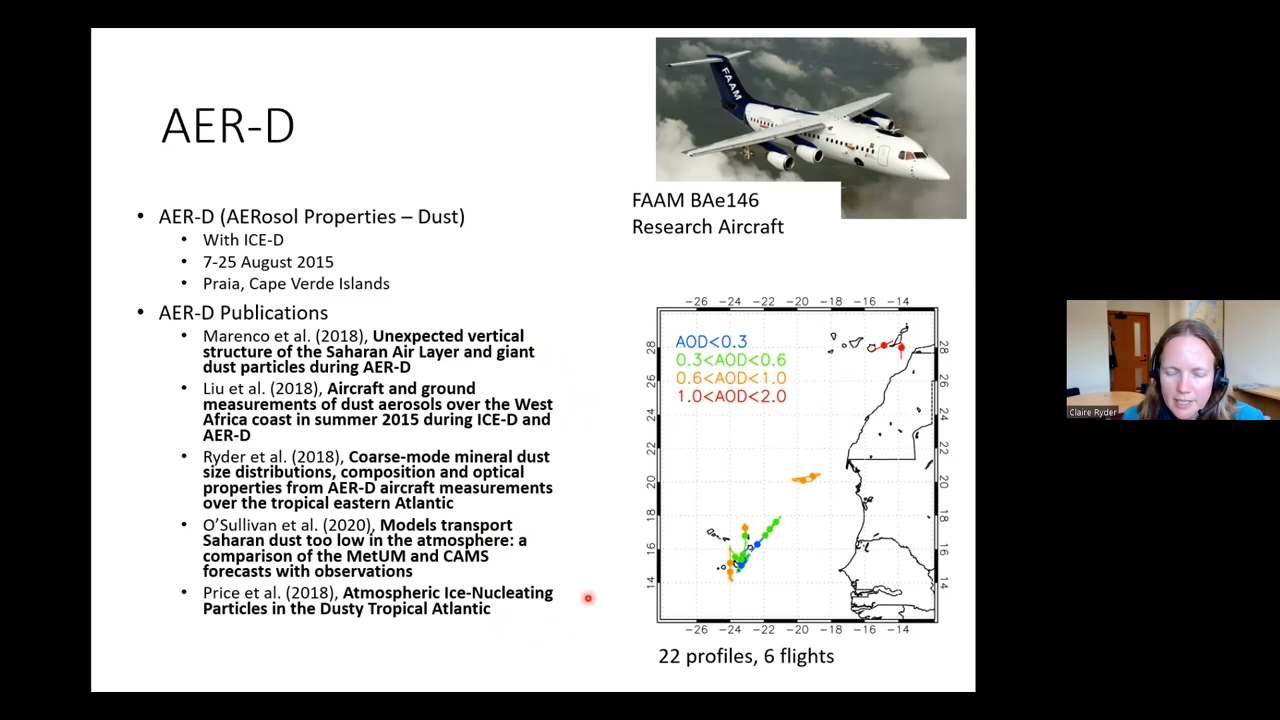 AER-D
• AER-D (AERosol Properties – Dust)
• With ICE-D
• 7-25 August 2015
• Praia, Cape Verde Islands
• AER-D Publications
• Marenco et al. (2018), Unexpected vertical
structure of the Saharan Air Layer and giant
dust particles during AER-D
• Liu et al. (2018), Aircraft and ground
measurements of dust aerosols over the West
Africa coast in summer 2015 during ICE-D and
AER-D
• Ryder et al. (2018), Coarse-mode mineral dust
size distributions, composition and optical
properties from AER-D aircraft measurements
over the tropical eastern Atlantic
• O'Sullivan et al. (2020), Models transport
Saharan dust too low in the atmosphere: a
comparison of the MetUM and CAMS
forecasts with observations
• Price et al. (2018), Atmospheric Ice-Nucleating
Particles in the Dusty Tropical Atlantic
FAAM
FAAM BAe146
Research Aircraft
−26 −24 −22 −20 −18 −16 −14
AOD<0.3
0.3<AOD<0.6
0.6<AOD<1.0
1.0<AOD<2.0
28
26
24
22
20
18
16
14
28
26
24
22
20
18
16
14
−26 −24 −22 −20 −18 −16 −14
22 profiles, 6 flights
Claire Ryder